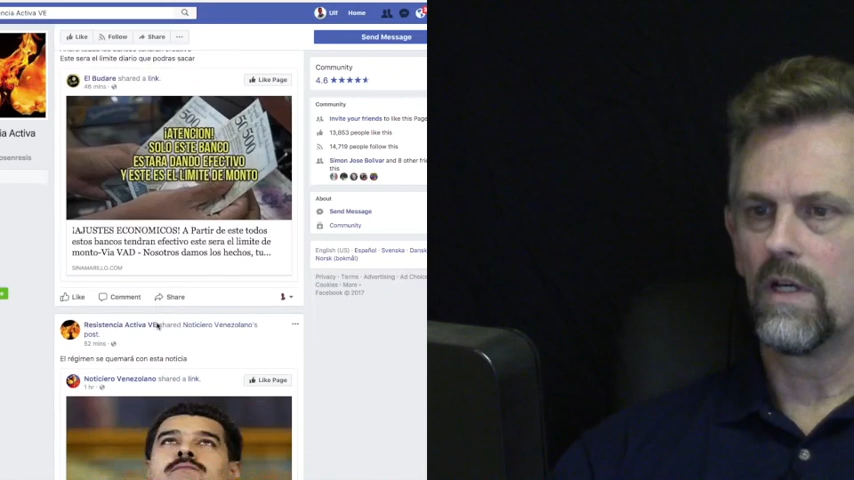 encia Activa VE
Ulf Home
Like Follow Share ···
Send Message
Este sera el limite diario que podras sacar
El Budare shared a link.
46 mins ·
Like Page
¡ATENCION!
SOLO ESTE BANCO
ESTARA DANDO EFECTIVO
Y ESTE ES EL LIMITE DE MONTO
¡AJUSTES ECONOMICOS! A Partir de este todos
estos bancos tendran efectivo este sera el limite de
monto-Via VAD - Nosotros damos los hechos, tu...
SINAMARILLO.COM
Like Comment Share
Resistencia Activa VE shared Noticiero Venezolano's
post.
52 mins ·
El régimen se quemará con esta noticia
Noticiero Venezolano shared a link.
1 hr ·
Like Page
cia Activa
osenresis
Community
4.6
Community
Invite your friends to like this Page
13,653 people like this
14,719 people follow this
Simon Jose Bolivar and 8 other frie
this
About
Send Message
Community
English (US) · Español · Svenska · Dansk
Norsk (bokmål)
Privacy · Terms · Advertising · Ad Choic
Cookies · More
Facebook © 2017
500